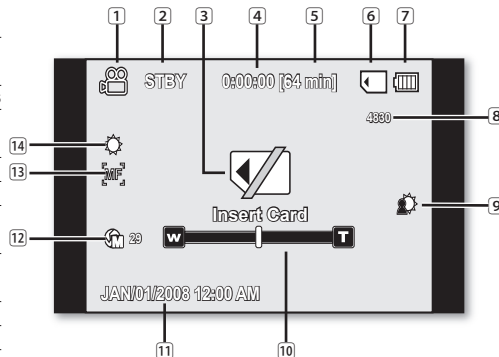 1 2 3 4 5 6 7
STBY 0:00:00 [64 min]
4830 8
14
13 MF
9
Insert Card
12 M 29 W T
JAN/01/2008 12:00 AM
11 10